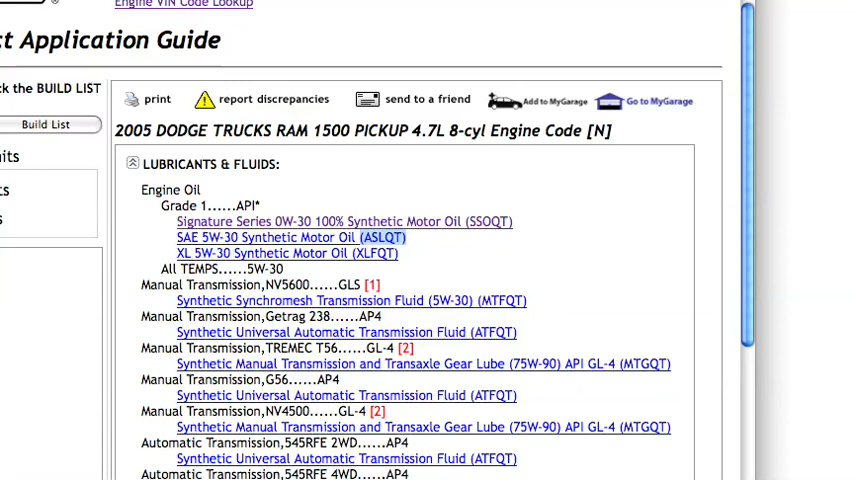 Engine VIN Code Lookup
ct Application Guide
ck the BUILD LIST
print
report discrepancies
send to a friend
Add to MyGarage
Go to MyGarage
Build List
2005 DODGE TRUCKS RAM 1500 PICKUP 4.7L 8-cyl Engine Code [N]
LUBRICANTS & FLUIDS:
Engine Oil
Grade 1......API*
Signature Series 0W-30 100% Synthetic Motor Oil (SSOQT)
SAE 5W-30 Synthetic Motor Oil (ASLQT)
XL 5W-30 Synthetic Motor Oil (XLFQT)
All TEMPS......5W-30
Manual Transmission,NV5600......GLS [1]
Synthetic Synchromesh Transmission Fluid (5W-30) (MTFQT)
Manual Transmission,Getrag 238......AP4
Synthetic Universal Automatic Transmission Fluid (ATFQT)
Manual Transmission,TREMEC T56......GL-4 [2]
Synthetic Manual Transmission and Transaxle Gear Lube (75W-90) API GL-4 (MTGQT)
Manual Transmission,G56......AP4
Synthetic Universal Automatic Transmission Fluid (ATFQT)
Manual Transmission,NV4500......GL-4 [2]
Synthetic Manual Transmission and Transaxle Gear Lube (75W-90) API GL-4 (MTGQT)
Automatic Transmission,545RFE 2WD......AP4
Synthetic Universal Automatic Transmission Fluid (ATFQT)
Automatic Transmission,545RFE 4WD......AP4